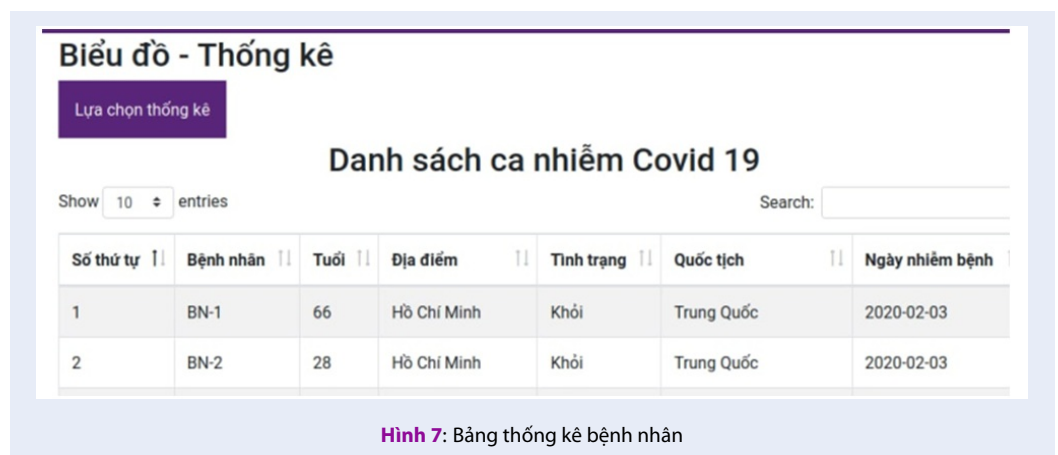 Biểu đồ - Thống kê
Lựa chọn thống kê
Danh sách ca nhiễm Covid 19
Show 10 entries Search:
Số thứ tự Bệnh nhân Tuổi Địa điểm Tình trạng Quốc tịch Ngày nhiễm bệnh
1 BN-1 66 Hồ Chí Minh Khỏi Trung Quốc 2020-02-03
2 BN-2 28 Hồ Chí Minh Khỏi Trung Quốc 2020-02-03
Hình 7: Bảng thống kê bệnh nhân